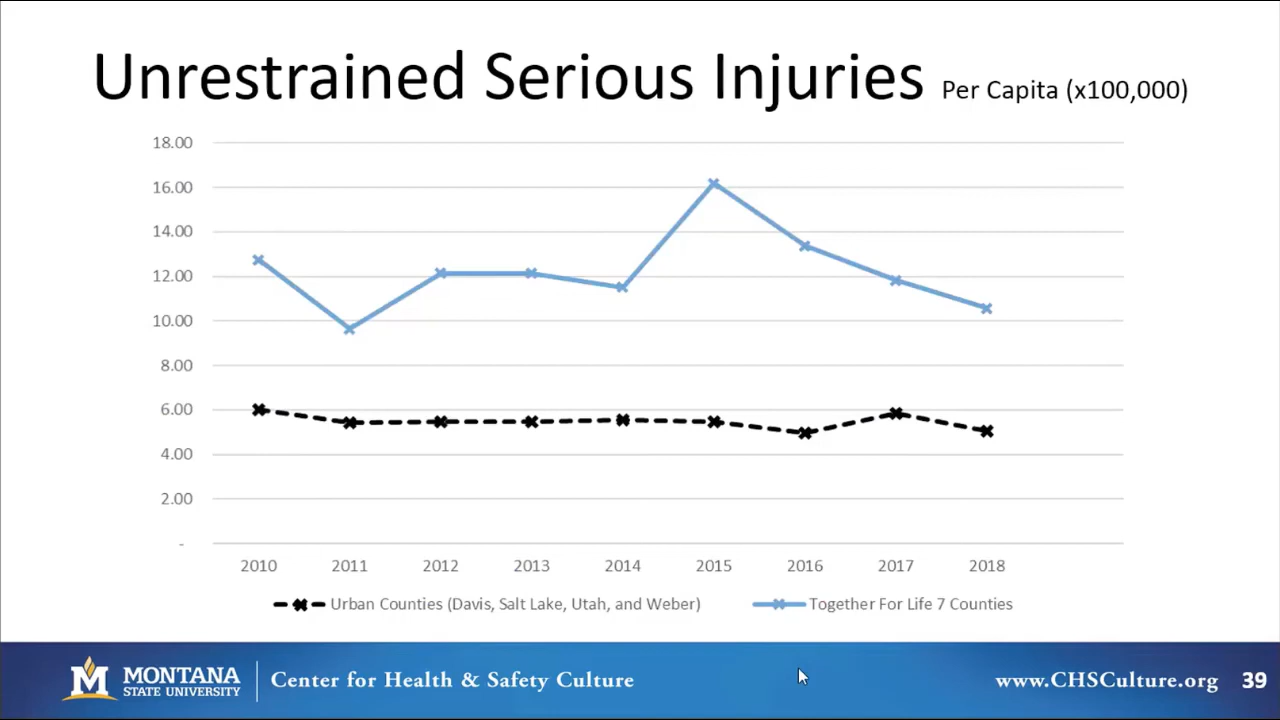 Unrestrained Serious Injuries Per Capita (x100,000)
18.00
16.00
14.00
12.00
10.00
8.00
6.00
4.00
2.00
-
2010 2011 2012 2013 2014 2015 2016 2017 2018
Urban Counties (Davis, Salt Lake, Utah, and Weber) Together For Life 7 Counties
M MONTANA
STATE UNIVERSITY
Center for Health & Safety Culture
www.CHSCulture.org 39